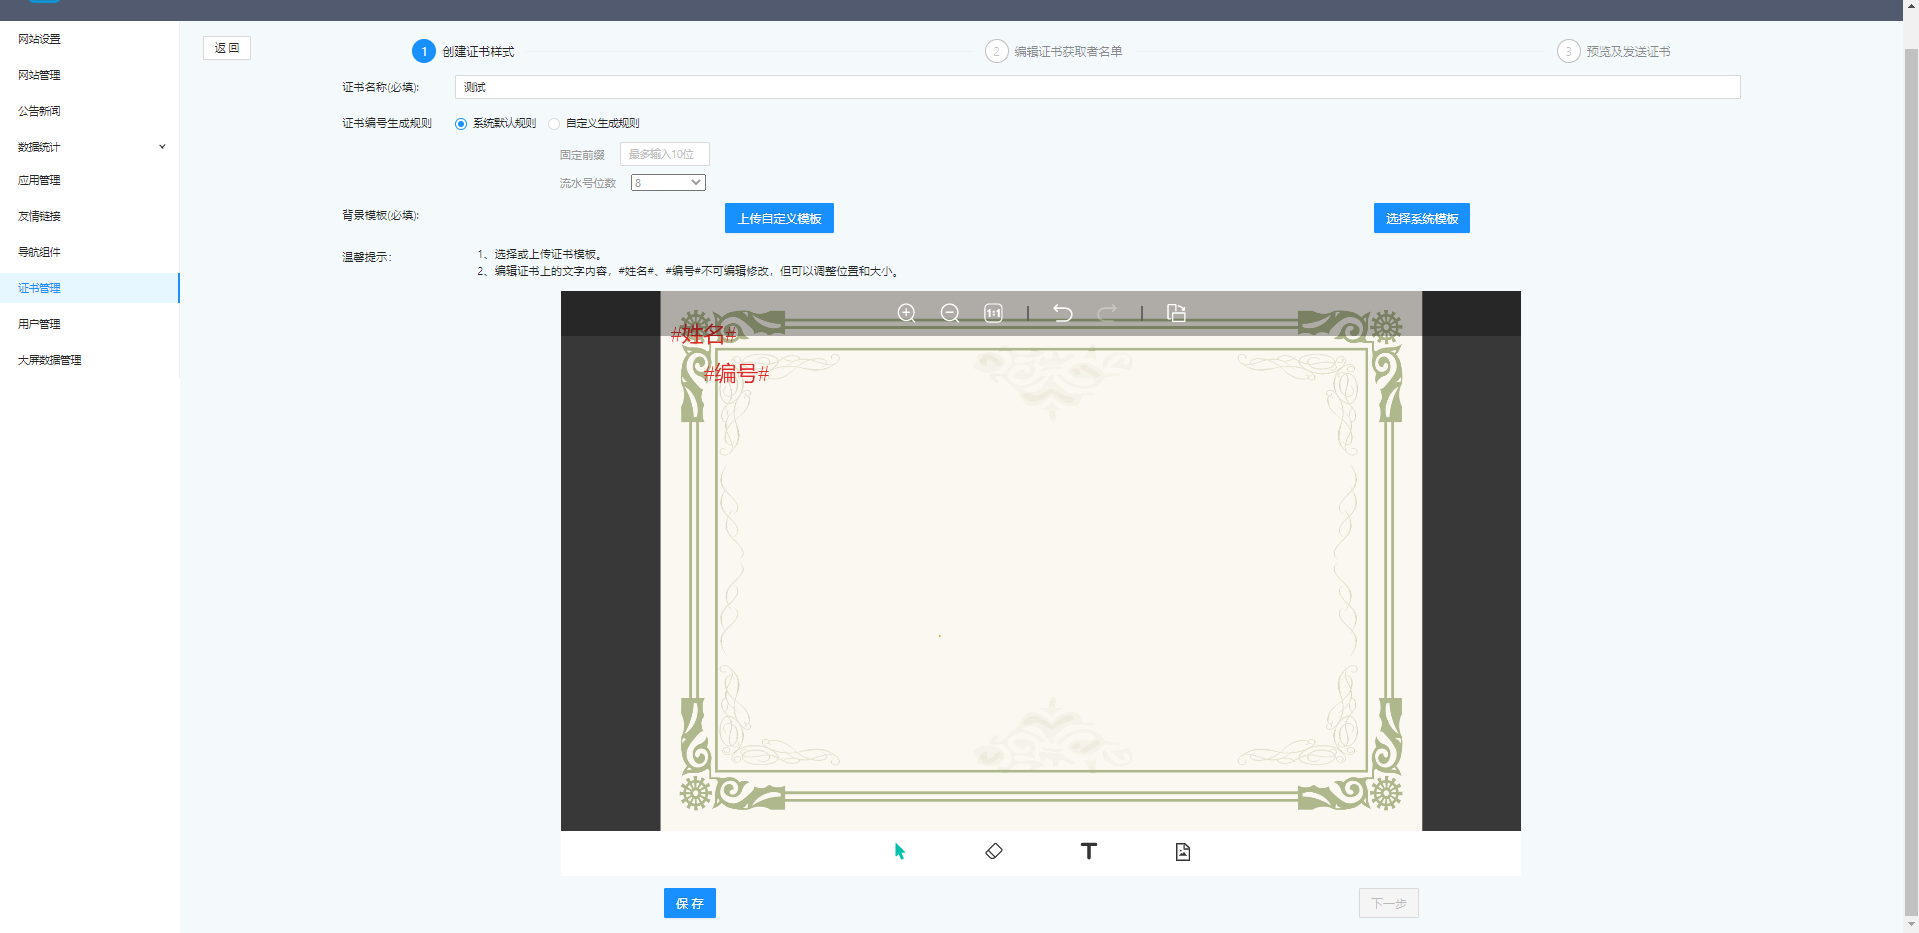 网站设置
网站管理
公告新闻
数据统计
应用管理
友情链接
导航组件
证书管理
用户管理
大屏数据管理
返回
1 创建证书样式
2 编辑证书获取者名单
3 预览及发送证书
证书名称(必填): 测试
证书编号生成规则 系统默认规则 自定义生成规则
固定前缀 最多输入10位
流水号位数 8
背景模板(必填): 上传自定义模板 选择系统模板
温馨提示: 1、选择或上传证书模板。
2、编辑证书上的文字内容，#姓名#、#编号#不可编辑修改，但可以调整位置和大小。
1:1
#姓名#
#编号#
T
保存 下一步